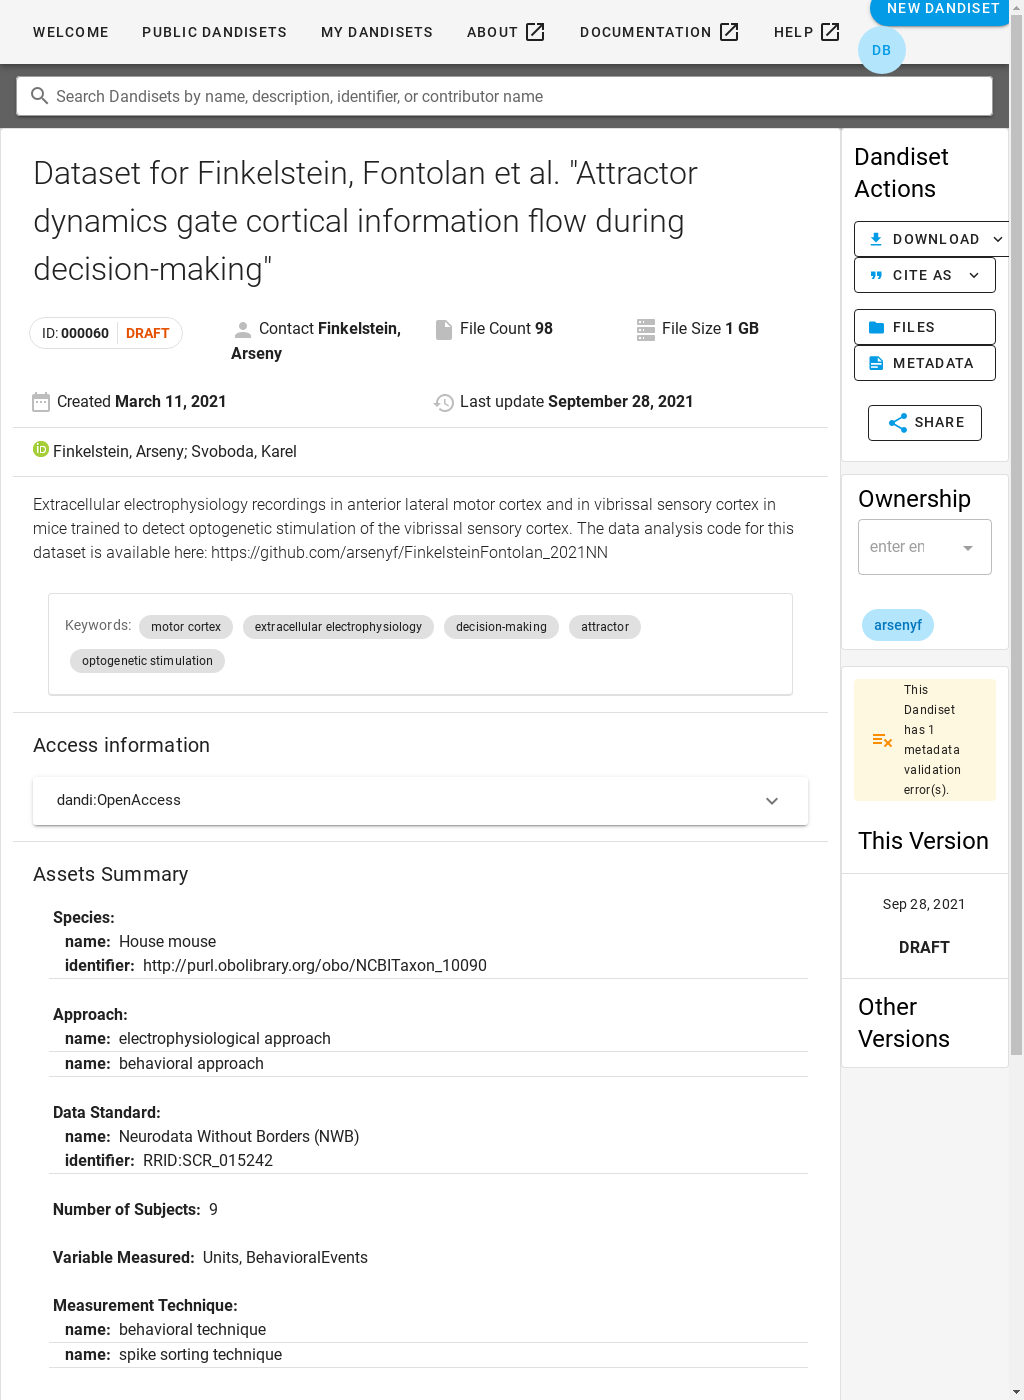 WELCOME PUBLIC DANDISETS MY DANDISETS ABOUT DOCUMENTATION HELP NEW DANDISET
DB
Search Dandisets by name, description, identifier, or contributor name
Dataset for Finkelstein, Fontolan et al. "Attractor
dynamics gate cortical information flow during
decision-making"
ID: 000060 DRAFT
Contact Finkelstein,
Arseny
File Count 98
File Size 1 GB
Created March 11, 2021
Last update September 28, 2021
iD Finkelstein, Arseny; Svoboda, Karel
Extracellular electrophysiology recordings in anterior lateral motor cortex and in vibrissal sensory cortex in
mice trained to detect optogenetic stimulation of the vibrissal sensory cortex. The data analysis code for this
dataset is available here: https://github.com/arsenyf/FinkelsteinFontolan_2021NN
Keywords: motor cortex extracellular electrophysiology decision-making attractor
optogenetic stimulation
Access information
dandi:OpenAccess
Assets Summary
Species:
name: House mouse
identifier: http://purl.obolibrary.org/obo/NCBITaxon_10090
Approach:
name: electrophysiological approach
name: behavioral approach
Data Standard:
name: Neurodata Without Borders (NWB)
identifier: RRID:SCR_015242
Number of Subjects: 9
Variable Measured: Units, BehavioralEvents
Measurement Technique:
name: behavioral technique
name: spike sorting technique
Dandiset
Actions
DOWNLOAD
CITE AS
FILES
METADATA
SHARE
Ownership
enter en
arsenyf
This
Dandiset
has 1
metadata
validation
error(s).
This Version
Sep 28, 2021
DRAFT
Other
Versions